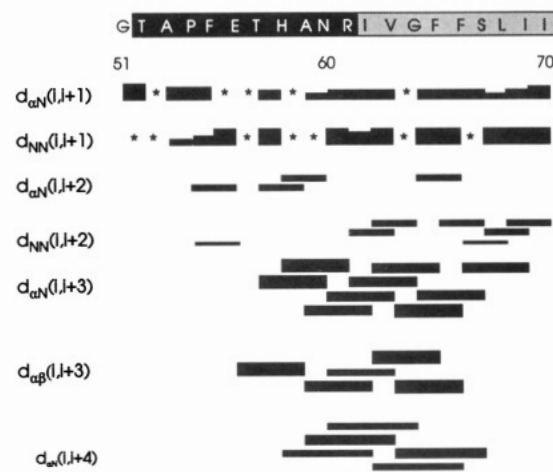 G T A P F E T H A N R I V G F F S L I I
51 60 70
dαN(i,i+1) * * * * *
dNN(i,i+1) * * * * * * *
dαN(i,i+2)
dNN(i,i+2)
dαN(i,i+3)
dαβ(i,i+3)
dαN(i,i+4)